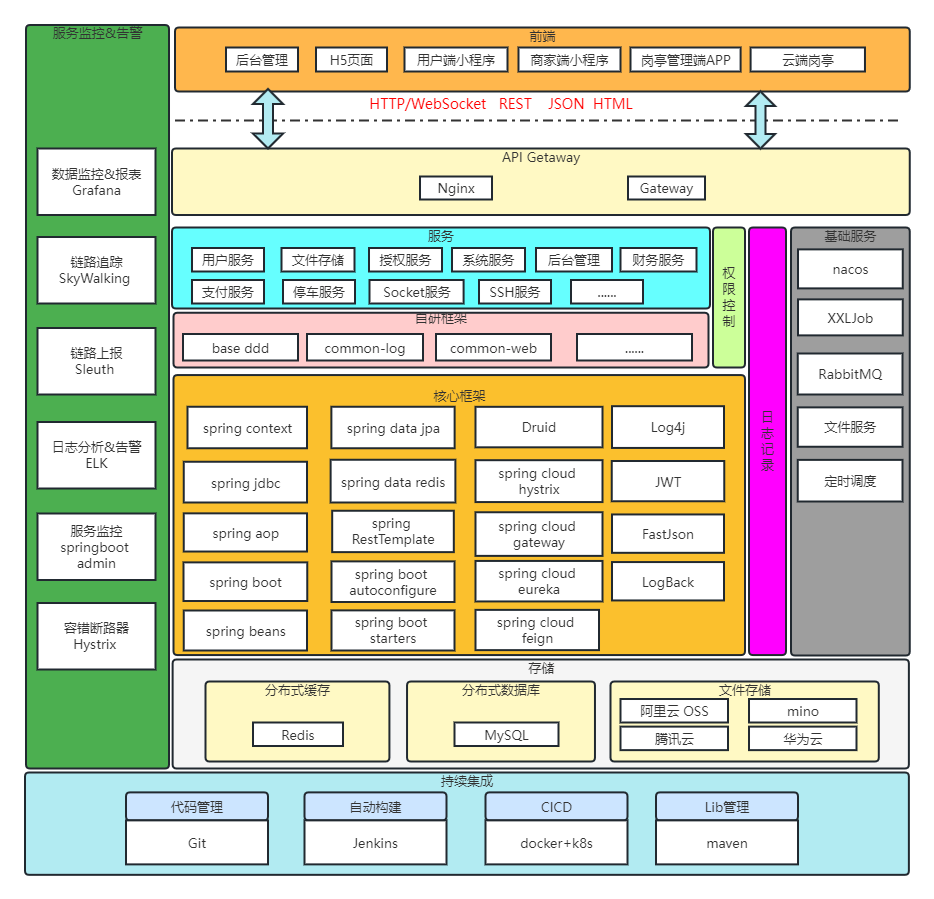 服务监控&告警
数据监控&报表
Grafana
链路追踪
SkyWalking
链路上报
Sleuth
日志分析&告警
ELK
服务监控
springboot
admin
容错断路器
Hystrix
前端
后台管理
H5页面
用户端小程序
商家端小程序
岗亭管理端APP
云端岗亭
HTTP/WebSocket REST JSON HTML
API Getaway
Nginx
Gateway
服务
用户服务
文件存储
授权服务
系统服务
后台管理
财务服务
支付服务
停车服务
Socket服务
SSH服务
......
自研框架
base ddd
common-log
common-web
......
权
限
控
制
日
志
记
录
基础服务
nacos
XXLJob
RabbitMQ
文件服务
定时调度
核心框架
spring context
spring data jpa
Druid
Log4j
spring jdbc
spring data redis
spring cloud
hystrix
JWT
spring aop
spring
RestTemplate
spring cloud
gateway
FastJson
spring boot
spring boot
autoconfigure
spring cloud
eureka
LogBack
spring beans
spring boot
starters
spring cloud
feign
存储
分布式缓存
Redis
分布式数据库
MySQL
文件存储
阿里云 OSS
mino
腾讯云
华为云
持续集成
代码管理
Git
自动构建
Jenkins
CICD
docker+k8s
Lib管理
maven